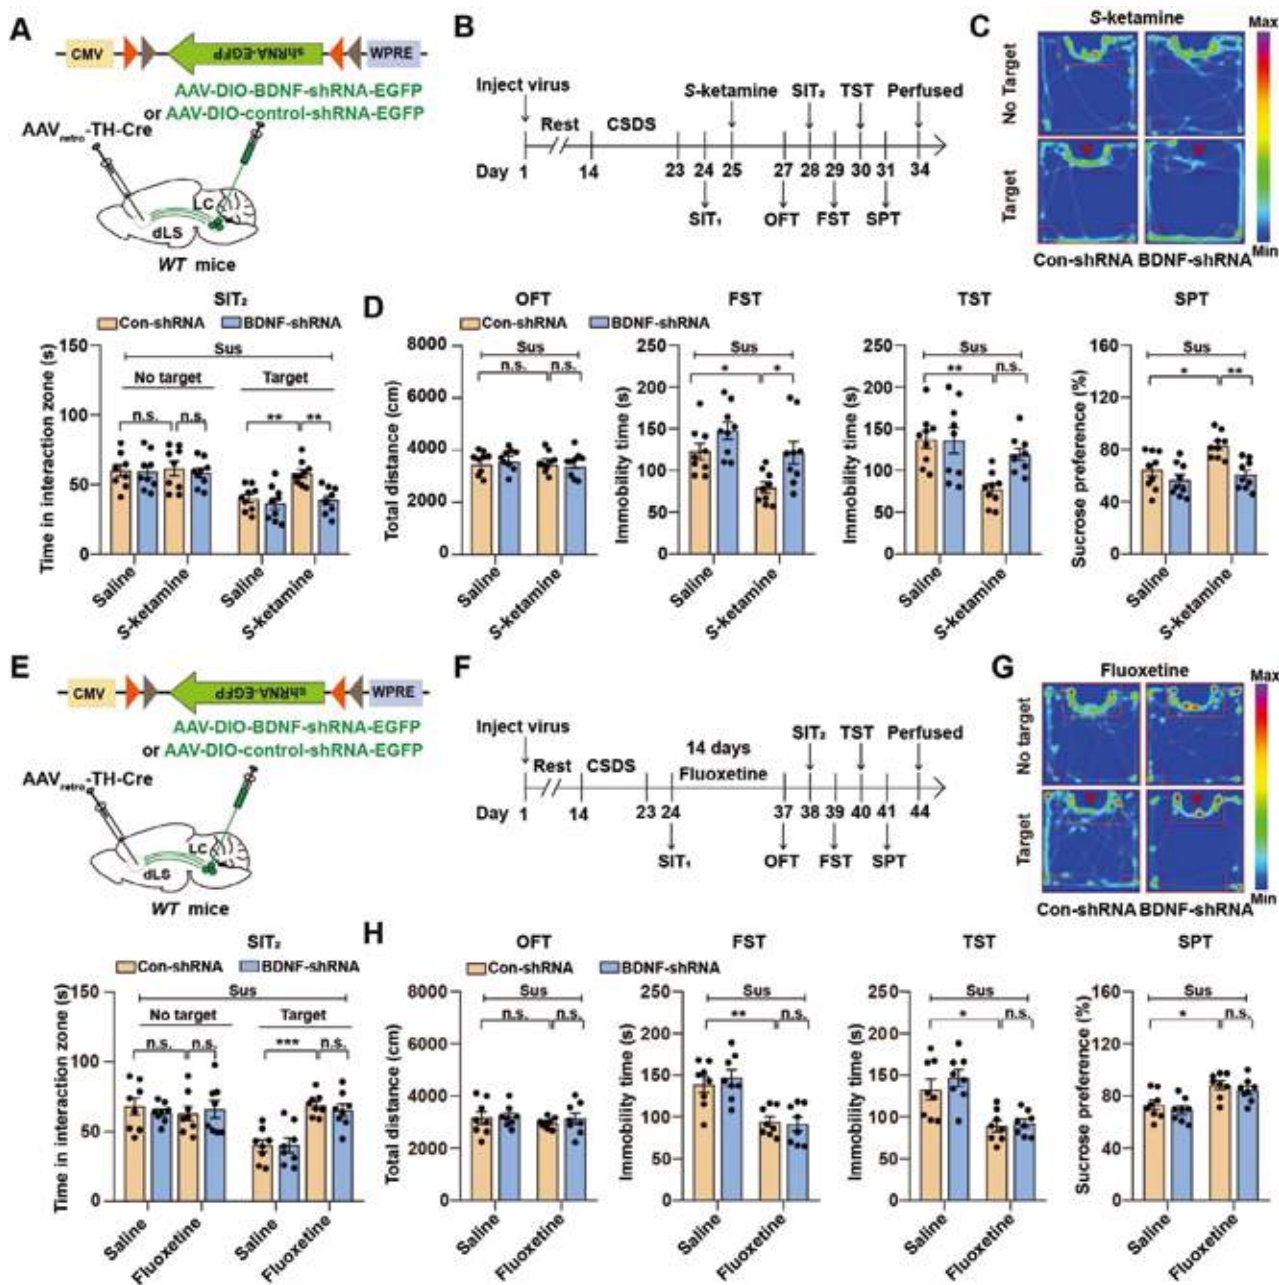 A
CMV
shRNA-EGFP
WPRE
AAV-DIO-BDNF-shRNA-EGFP
or AAV-DIO-control-shRNA-EGFP
AAVretro-TH-Cre
LC
dLS
WT mice
B
Inject virus
S-ketamine
SIT₂
TST
Perfused
Rest
CSDS
Day 1 14 23 24 25 27 28 29 30 31 34
SIT₁
OFT
FST
SPT
C
S-ketamine
Max
No Target
Target
Min
Con-shRNA BDNF-shRNA
SIT₂
Con-shRNA BDNF-shRNA
Time in interaction zone (s)
150
100
50
0
Sus
No target
Target
n.s. n.s. ** **
Saline
S-ketamine
Saline
S-ketamine
D
OFT
Con-shRNA BDNF-shRNA
Total distance (cm)
8000
6000
4000
2000
0
Sus
n.s. n.s.
Saline
S-ketamine
FST
Con-shRNA BDNF-shRNA
Immobility time (s)
250
200
150
100
50
0
Sus
* *
Saline
S-ketamine
TST
Immobility time (s)
250
200
150
100
50
0
Sus
** n.s.
Saline
S-ketamine
SPT
Sucrose preference (%)
160
120
80
40
0
Sus
* **
Saline
S-ketamine
E
CMV
shRNA-EGFP
WPRE
AAV-DIO-BDNF-shRNA-EGFP
or AAV-DIO-control-shRNA-EGFP
AAVretro-TH-Cre
LC
dLS
WT mice
F
Inject virus
SIT₂
TST
Perfused
14 days
Rest
CSDS
Fluoxetine
Day 1 14 23 24 37 38 39 40 41 44
SIT₁
OFT
FST
SPT
G
Fluoxetine
Max
No target
Target
Min
Con-shRNA BDNF-shRNA
SIT₂
Con-shRNA BDNF-shRNA
Time in interaction zone (s)
150
100
50
0
Sus
No target
Target
n.s. n.s. *** n.s.
Saline
Fluoxetine
Saline
Fluoxetine
H
OFT
Con-shRNA BDNF-shRNA
Total distance (cm)
8000
6000
4000
2000
0
Sus
n.s. n.s.
Saline
Fluoxetine
FST
Immobility time (s)
250
200
150
100
50
0
Sus
** n.s.
Saline
Fluoxetine
TST
Immobility time (s)
250
200
150
100
50
0
Sus
* n.s.
Saline
Fluoxetine
SPT
Sucrose preference (%)
160
120
80
40
0
Sus
* n.s.
Saline
Fluoxetine